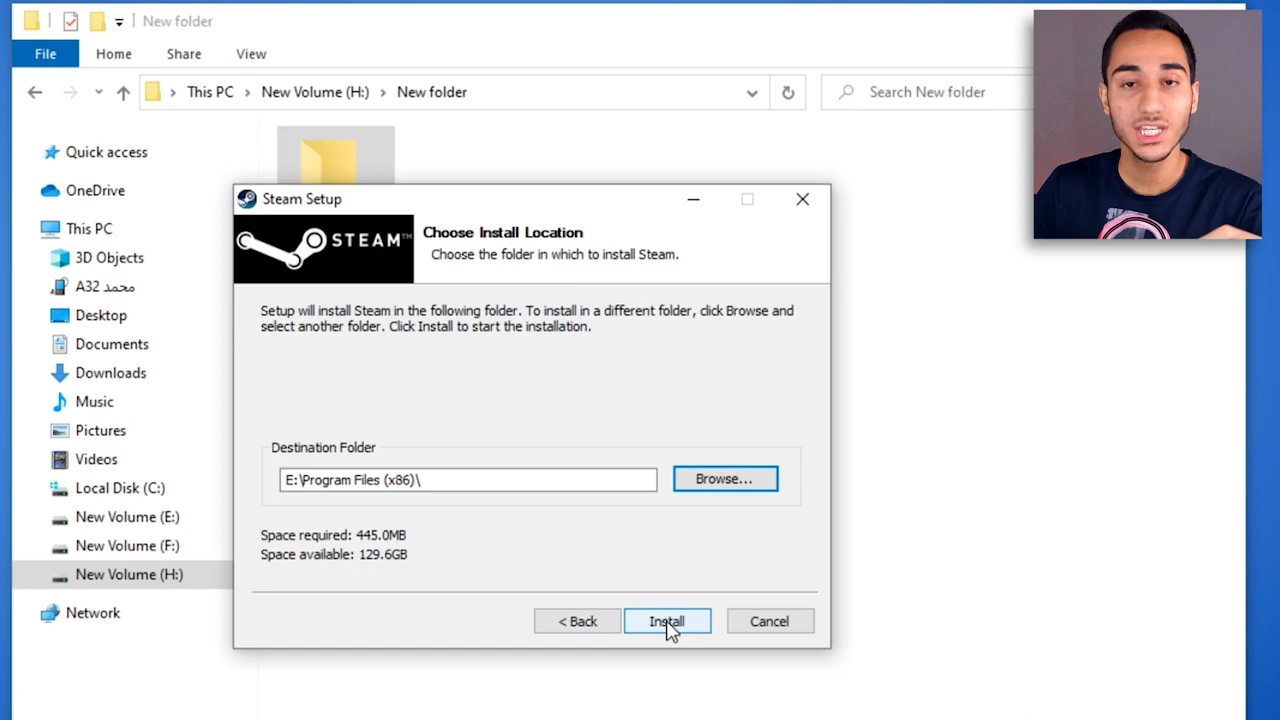 New folder
File Home Share View
This PC New Volume (H:) New folder
Search New folder
Quick access
OneDrive
This PC
3D Objects
محمد A32
Desktop
Documents
Downloads
Music
Pictures
Videos
Local Disk (C:)
New Volume (E:)
New Volume (F:)
New Volume (H:)
Network
Steam Setup
STEAM™
Choose Install Location
Choose the folder in which to install Steam.
Setup will install Steam in the following folder. To install in a different folder, click Browse and
select another folder. Click Install to start the installation.
Destination Folder
E:\Program Files (x86)\
Browse...
Space required: 445.0MB
Space available: 129.6GB
< Back Install Cancel